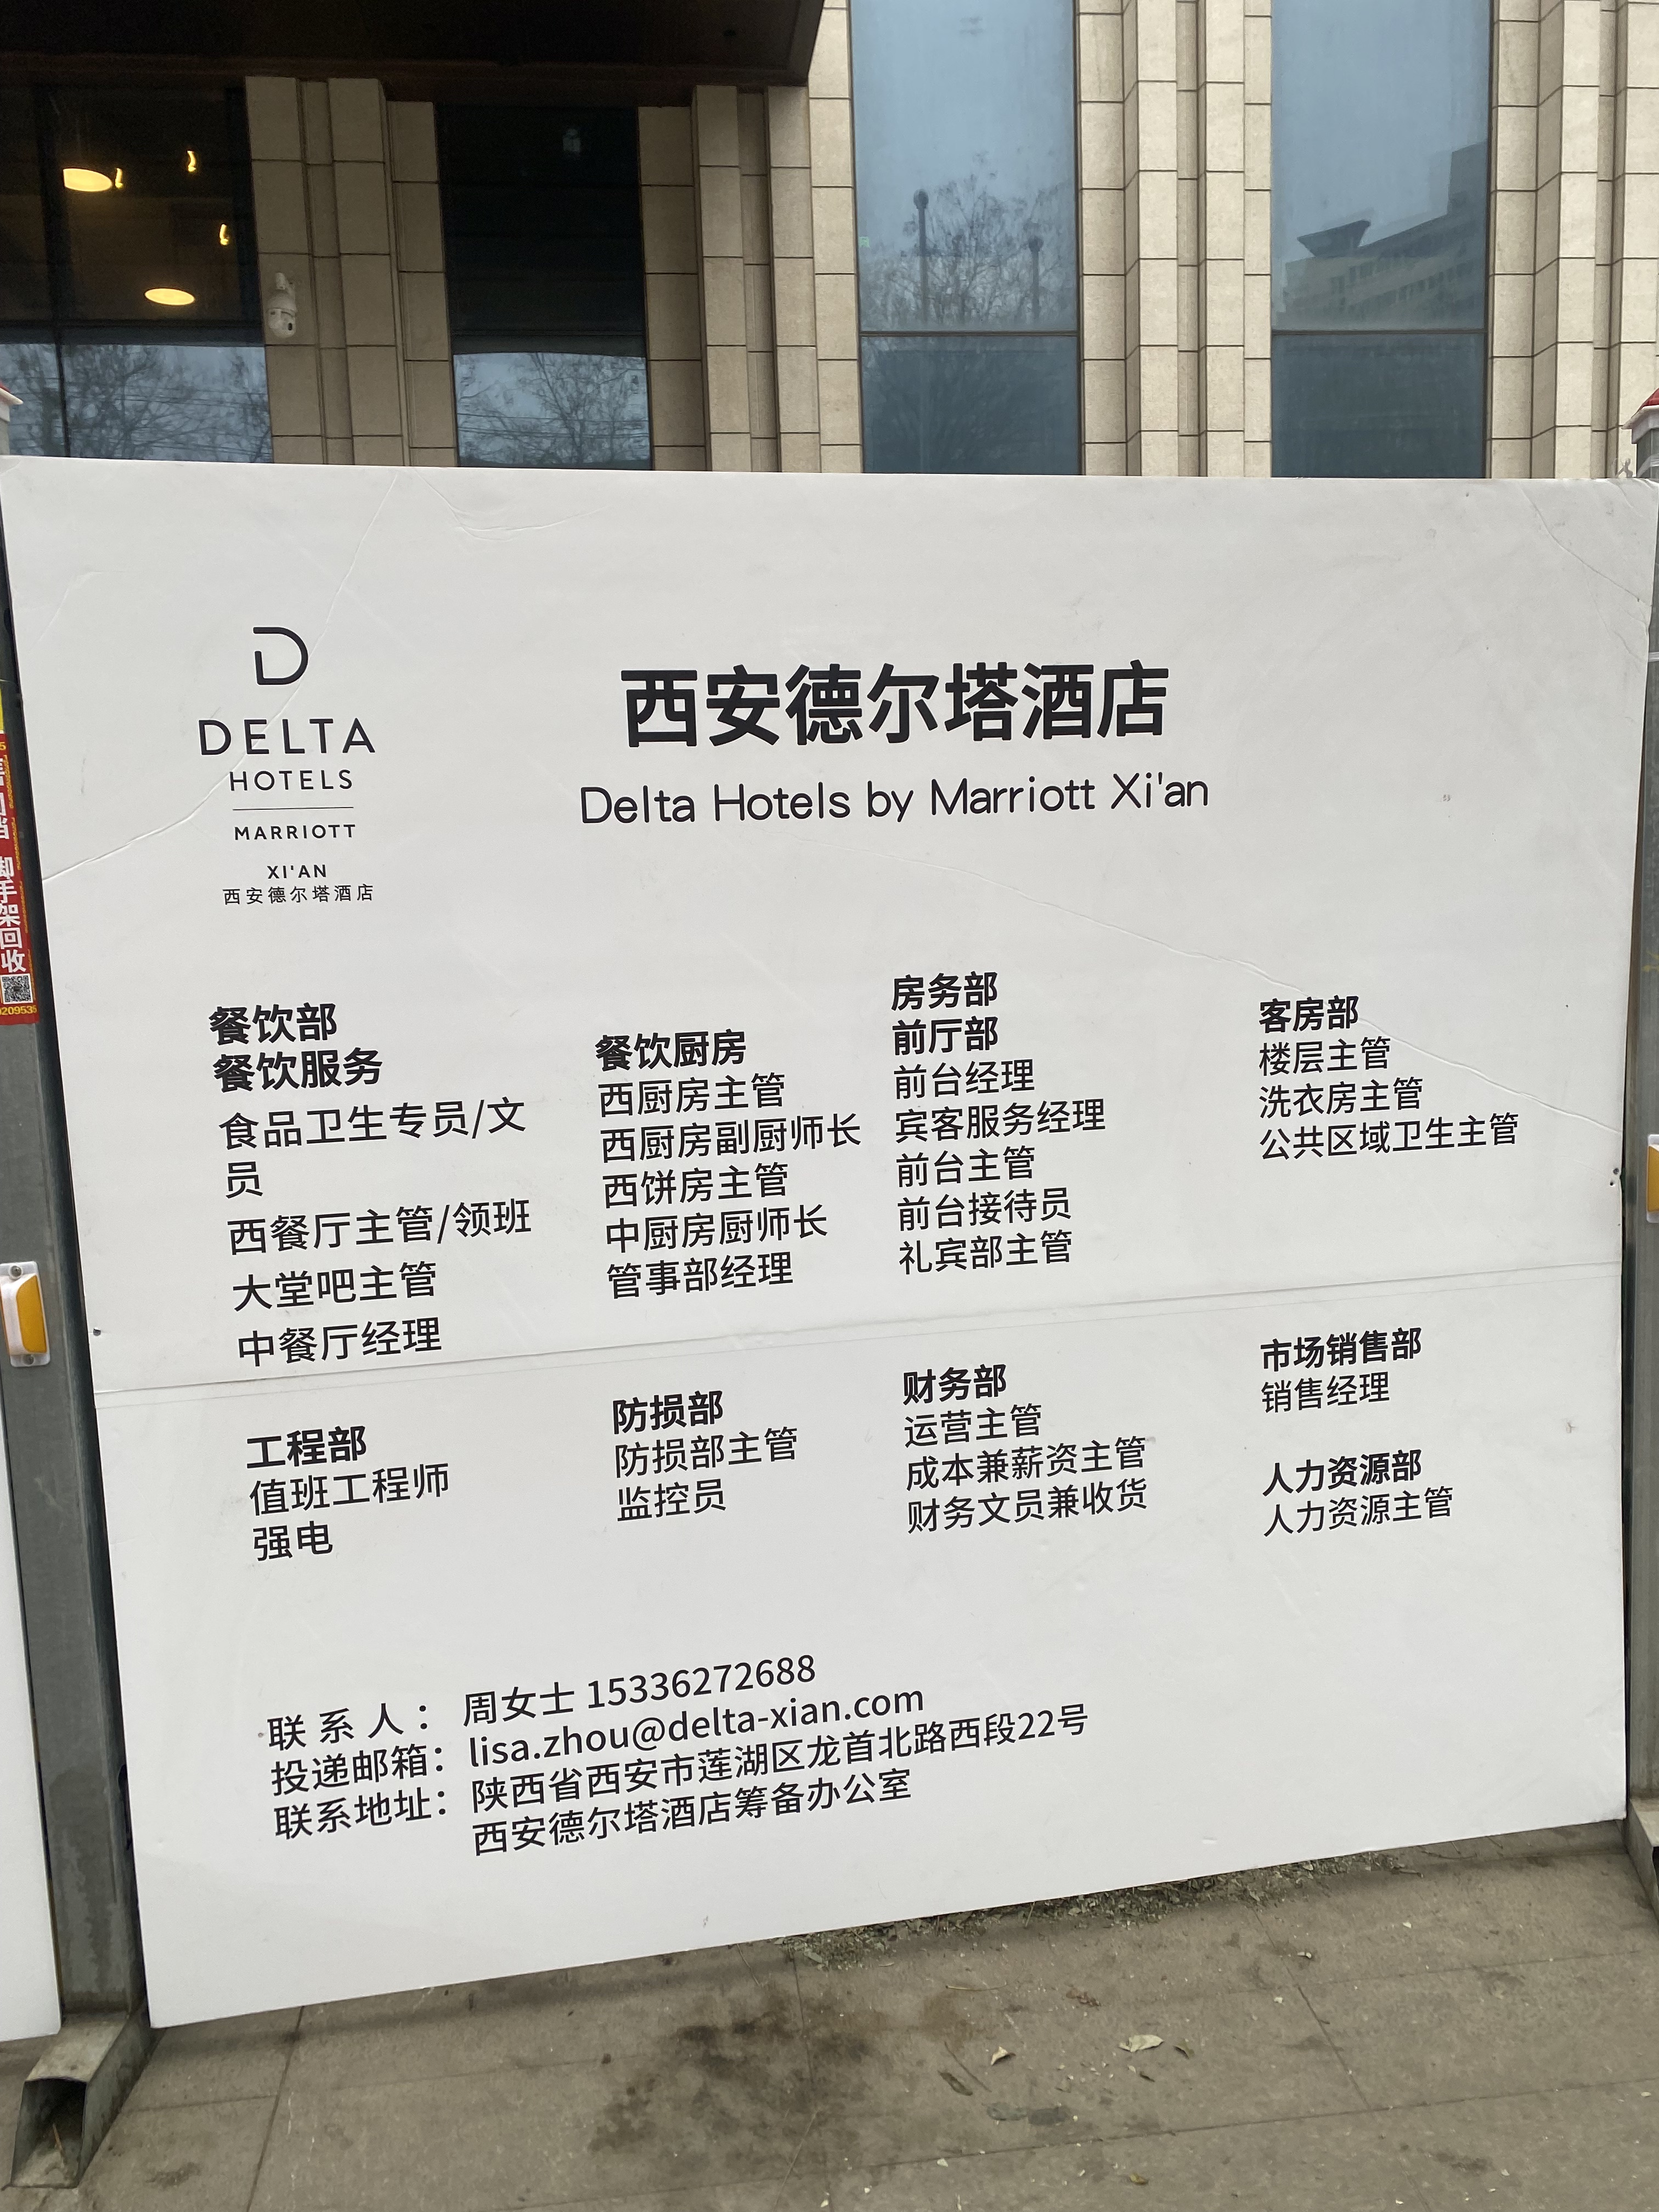 D
DELTA
HOTELS
MARRIOTT
XI'AN
西安德尔塔酒店
西安德尔塔酒店
Delta Hotels by Marriott Xi'an
餐饮部
餐饮服务
食品卫生专员/文
员
西餐厅主管/领班
大堂吧主管
中餐厅经理
餐饮厨房
西厨房主管
西厨房副厨师长
西饼房主管
中厨房厨师长
管事部经理
房务部
前厅部
前台经理
宾客服务经理
前台主管
前台接待员
礼宾部主管
客房部
楼层主管
洗衣房主管
公共区域卫生主管
工程部
值班工程师
强电
防损部
防损部主管
监控员
财务部
运营主管
成本兼薪资主管
财务文员兼收货
市场销售部
销售经理
人力资源部
人力资源主管
联系人：周女士 15336272688
投递邮箱：lisa.zhou@delta-xian.com
联系地址：陕西省西安市莲湖区龙首北路西段22号
西安德尔塔酒店筹备办公室
脚手架回收
209535